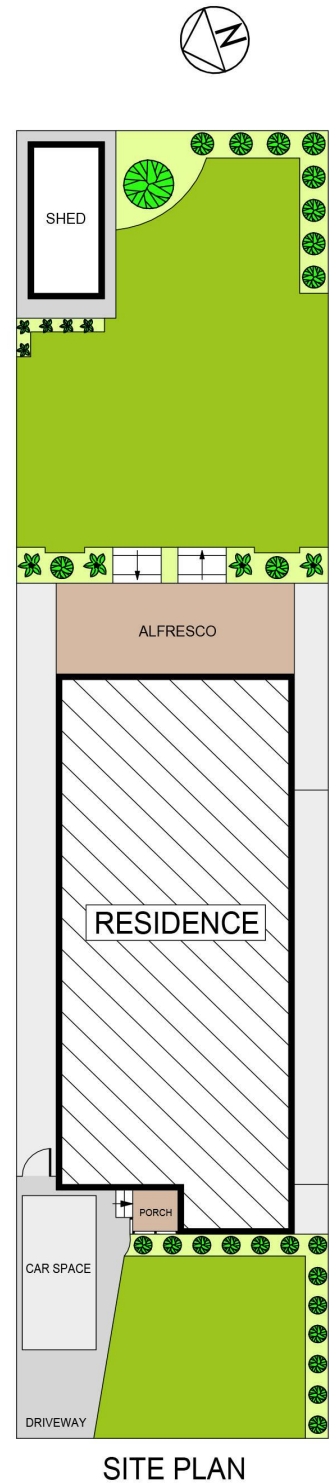 N
SHED
ALFRESCO
RESIDENCE
PORCH
CAR SPACE
DRIVEWAY
SITE PLAN